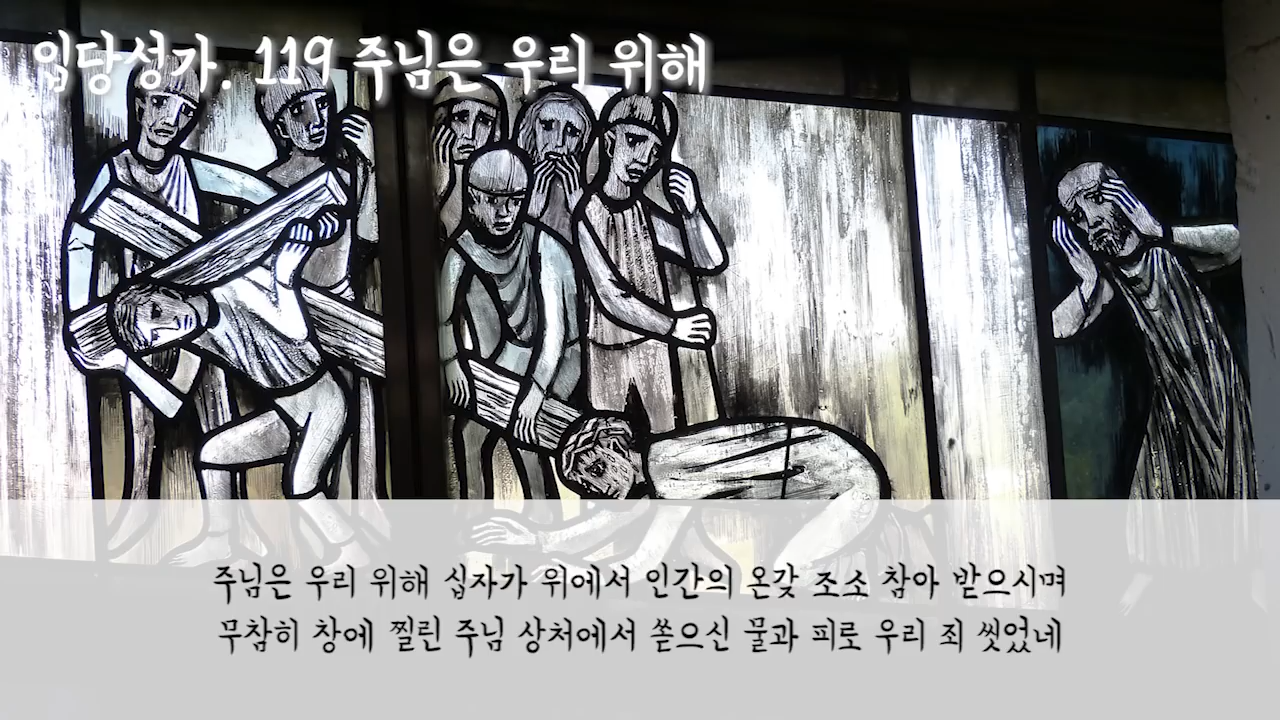 입당성가. 119 주님은 우리 위해
주님은 우리 위해 십자가 위에서 인간의 온갖 조소 참아 받으시며
무참히 창에 찔린 주님 상처에서 쏟으신 물과 피로 우리 죄 씻었네